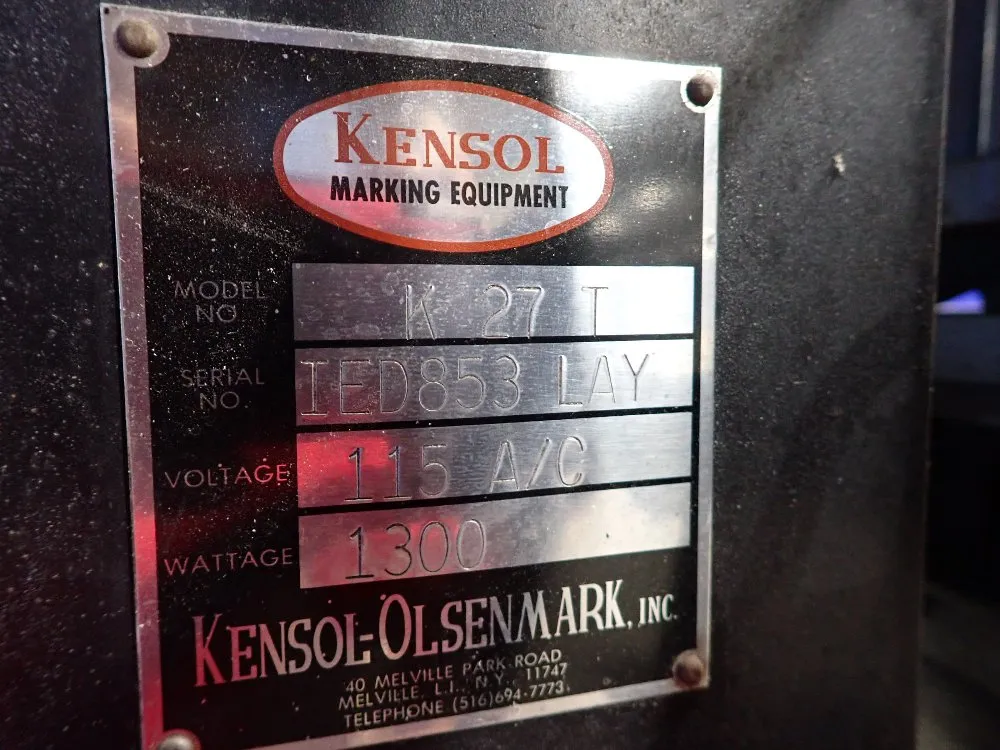 KENSOL
MARKING EQUIPMENT
MODEL NO K 27 T
SERIAL NO. IED853 LAY
VOLTAGE 115 A/C
WATTAGE 1300
KENSOL-OLSENMARK, INC.
40 MELVILLE PARK ROAD
MELVILLE, L.I., N.Y. 11747
TELEPHONE (516) 694-7773